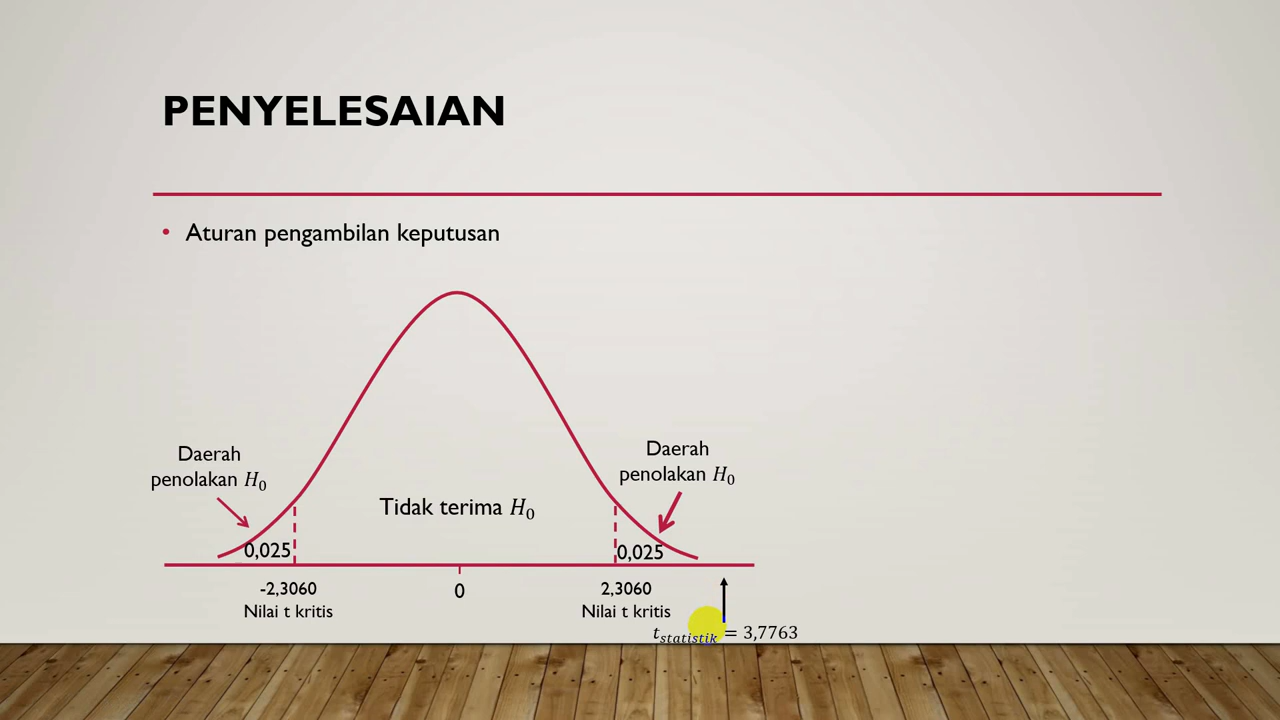 PENYELESAIAN
• Aturan pengambilan keputusan
Daerah
penolakan H₀
Daerah
penolakan H₀
Tidak terima H₀
0,025
0,025
-2,3060
0
2,3060
Nilai t kritis
Nilai t kritis
t_statistik = 3,7763